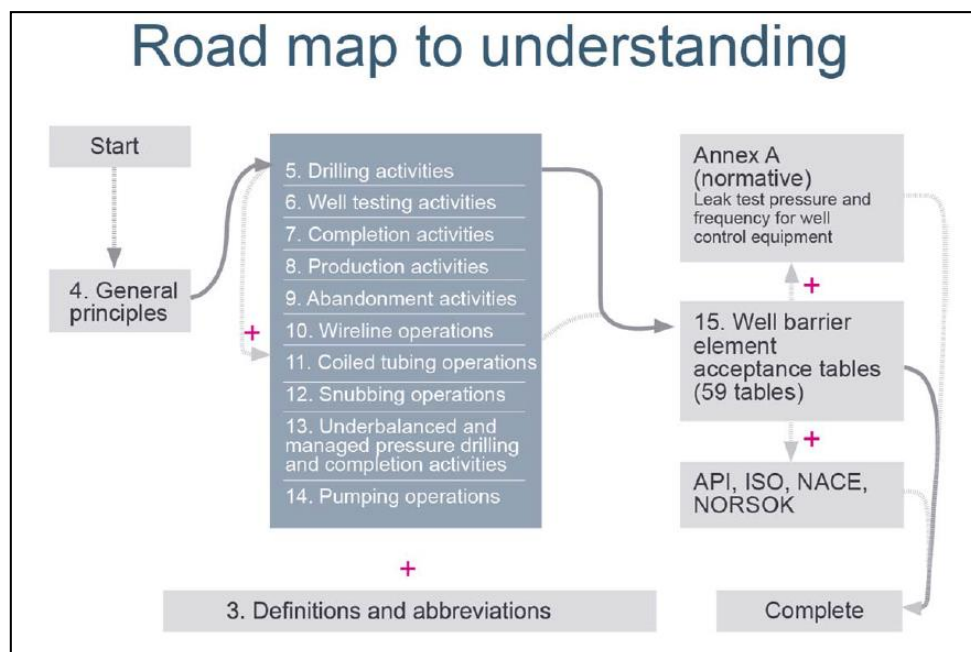 Road map to understanding
Start
4. General
principles
+
5. Drilling activities
6. Well testing activities
7. Completion activities
8. Production activities
9. Abandonment activities
10. Wireline operations
11. Coiled tubing operations
12. Snubbing operations
13. Underbalanced and
managed pressure drilling
and completion activities
14. Pumping operations
+
3. Definitions and abbreviations
Annex A
(normative)
Leak test pressure and
frequency for well
control equipment
+
15. Well barrier
element
acceptance tables
(59 tables)
+
API, ISO, NACE,
NORSOK
Complete